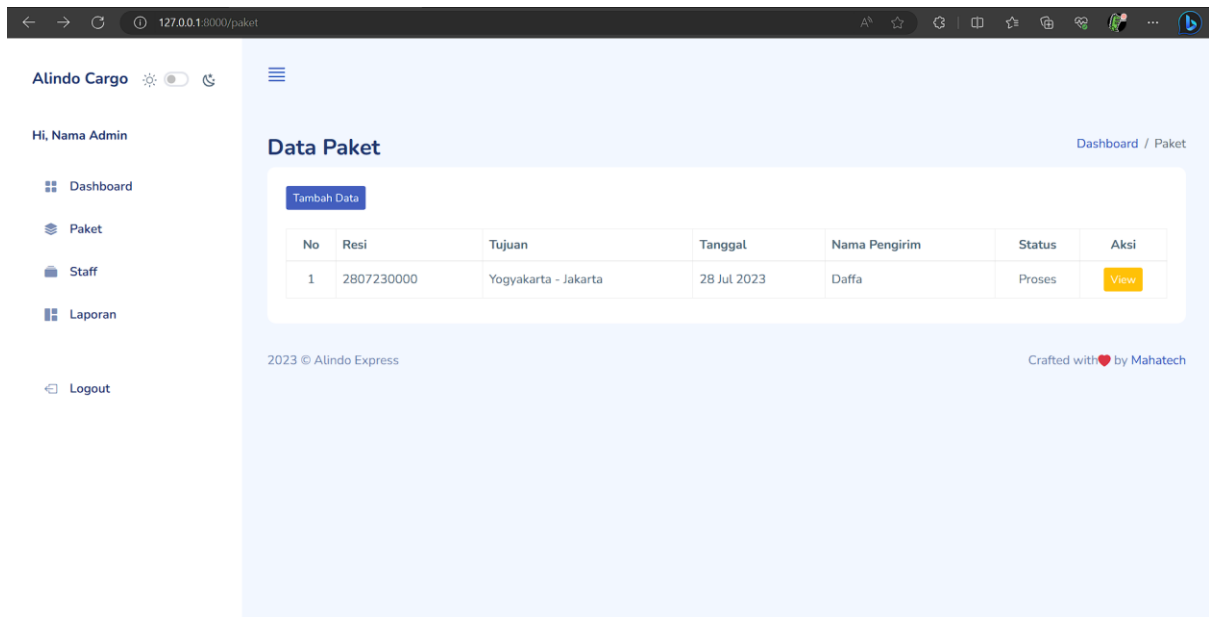 127.0.0.1:8000/paket
Alindo Cargo
Hi, Nama Admin
Dashboard
Paket
Staff
Laporan
Logout
Data Paket
Dashboard / Paket
Tambah Data
No Resi Tujuan Tanggal Nama Pengirim Status Aksi
1 2807230000 Yogyakarta - Jakarta 28 Jul 2023 Daffa Proses View
2023 © Alindo Express
Crafted with❤ by Mahatech